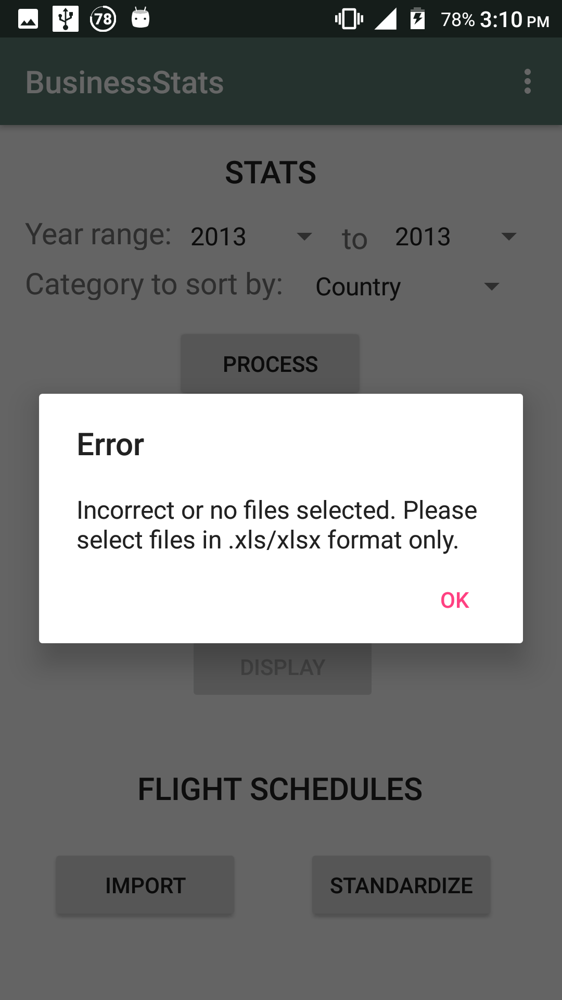 78 78% 3:10 PM
BusinessStats
STATS
Year range: 2013 to 2013
Category to sort by: Country
PROCESS
Error
Incorrect or no files selected. Please
select files in .xls/xlsx format only.
OK
DISPLAY
FLIGHT SCHEDULES
IMPORT STANDARDIZE